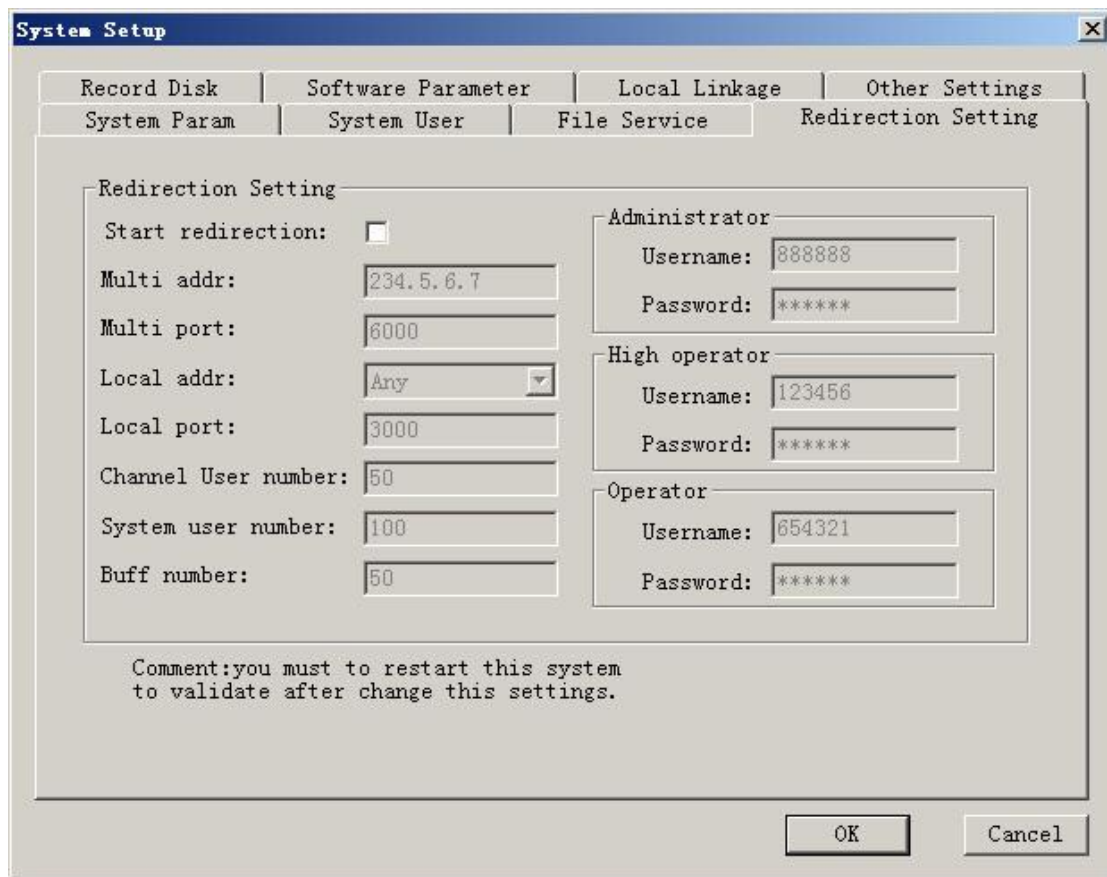 System Setup
Record Disk
Software Parameter
Local Linkage
Other Settings
System Param
System User
File Service
Redirection Setting
Redirection Setting
Start redirection:
Multi addr: 234.5.6.7
Multi port: 6000
Local addr: Any
Local port: 3000
Channel User number: 50
System user number: 100
Buff number: 50
Administrator
Username: 888888
Password: ******
High operator
Username: 123456
Password: ******
Operator
Username: 654321
Password: ******
Comment:you must to restart this system
to validate after change this settings.
OK
Cancel